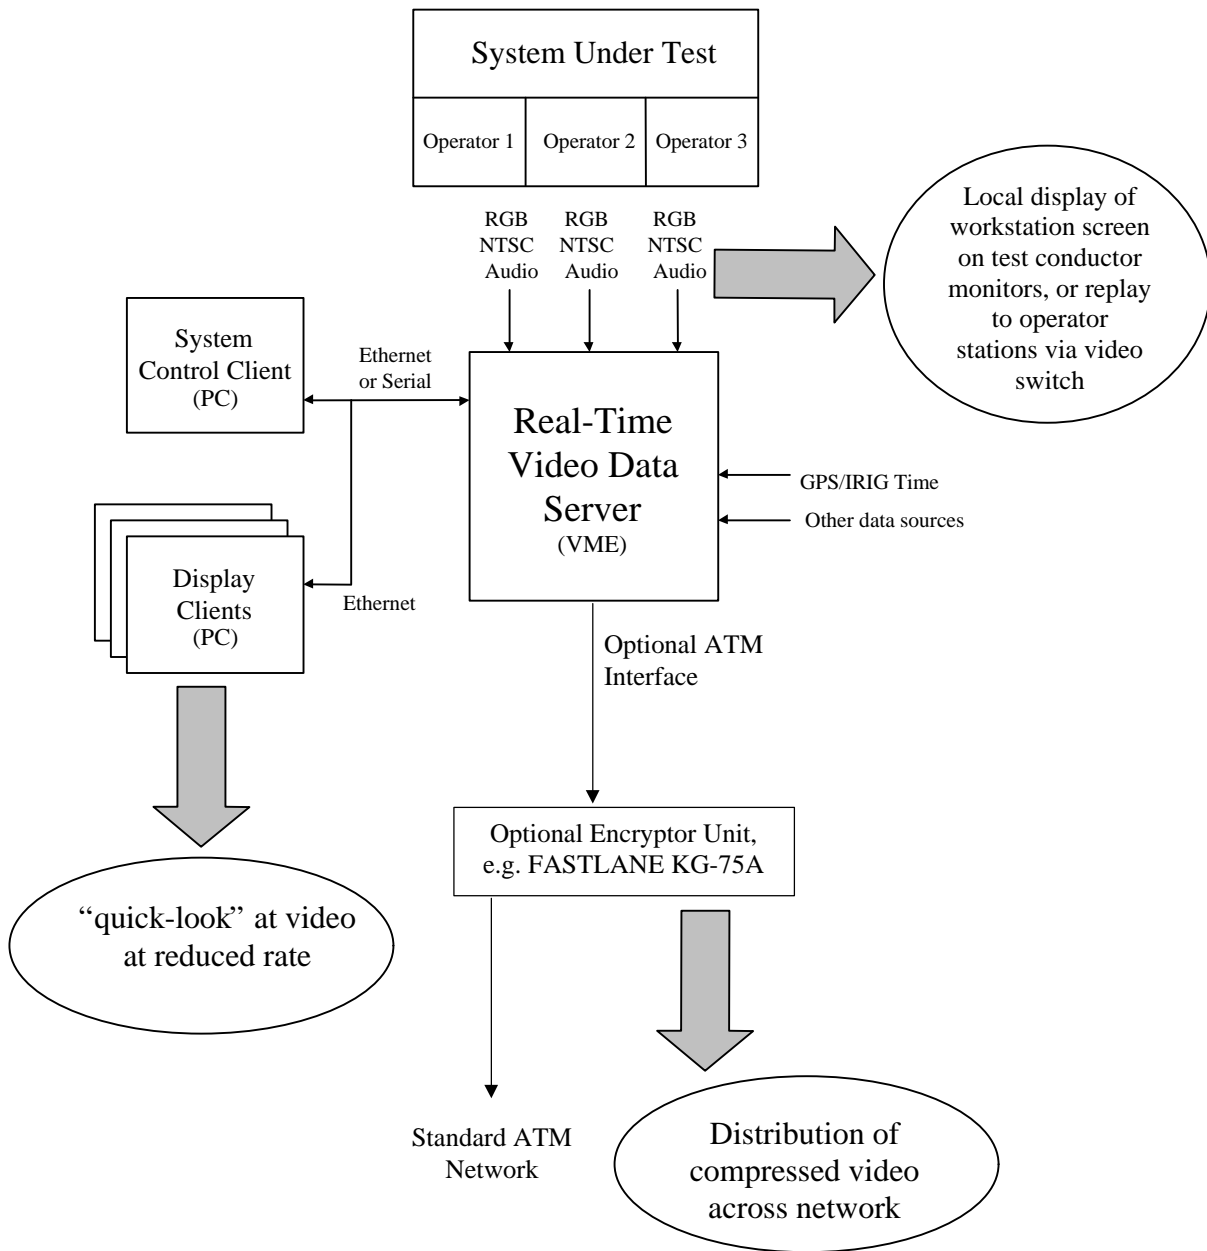 System Under Test
Operator 1
Operator 2
Operator 3
RGB
NTSC
Audio
RGB
NTSC
Audio
RGB
NTSC
Audio
Local display of
workstation screen
on test conductor
monitors, or replay
to operator
stations via video
switch
System
Control Client
(PC)
Ethernet
or Serial
Real-Time
Video Data
Server
(VME)
GPS/IRIG Time
Other data sources
Display
Clients
(PC)
Ethernet
Optional ATM
Interface
Optional Encryptor Unit,
e.g. FASTLANE KG-75A
“quick-look” at video
at reduced rate
Standard ATM
Network
Distribution of
compressed video
across network